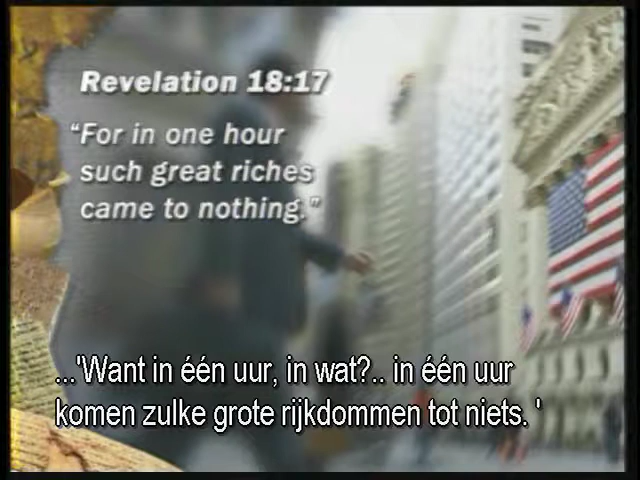 Revelation 18:17
"For in one hour
such great riches
came to nothing."
...'Want in één uur, in wat?.. in één uur
komen zulke grote rijkdommen tot niets. '